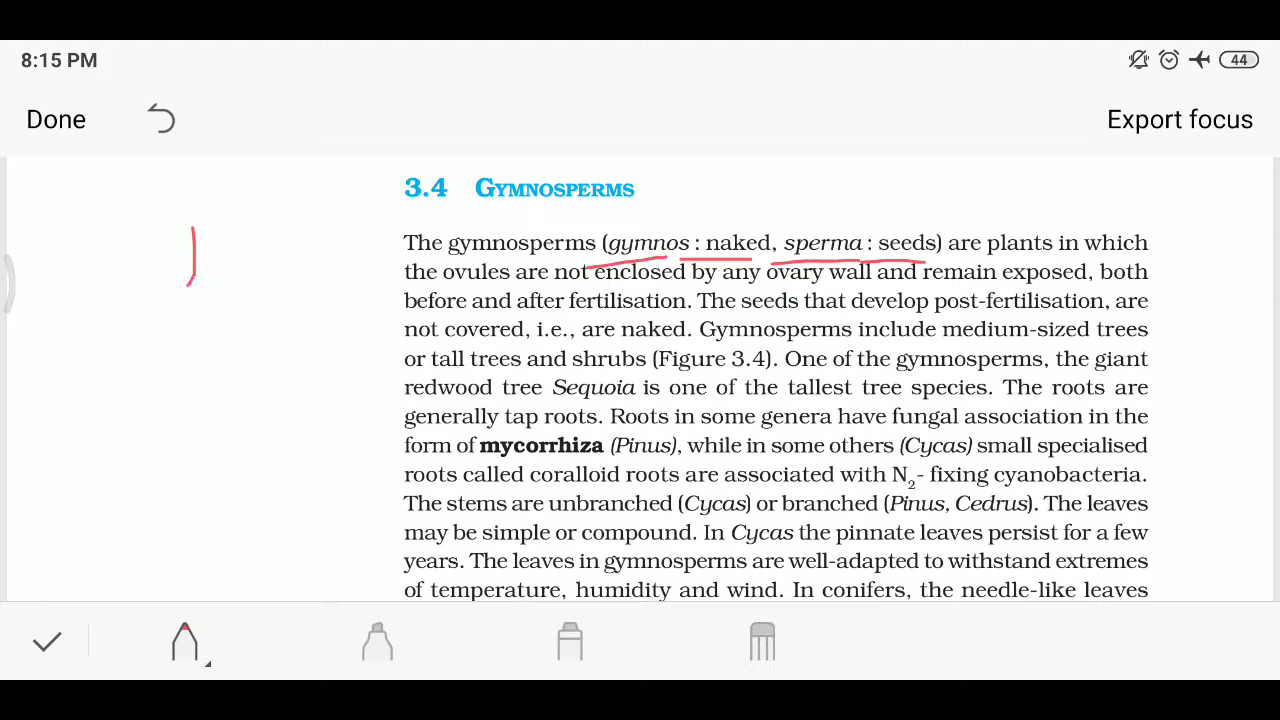 8:15 PM
44
Done
Export focus
3.4 GYMNOSPERMS
The gymnosperms (gymnos : naked, sperma : seeds) are plants in which
the ovules are not enclosed by any ovary wall and remain exposed, both
before and after fertilisation. The seeds that develop post-fertilisation, are
not covered, i.e., are naked. Gymnosperms include medium-sized trees
or tall trees and shrubs (Figure 3.4). One of the gymnosperms, the giant
redwood tree Sequoia is one of the tallest tree species. The roots are
generally tap roots. Roots in some genera have fungal association in the
form of mycorrhiza (Pinus), while in some others (Cycas) small specialised
roots called coralloid roots are associated with N₂- fixing cyanobacteria.
The stems are unbranched (Cycas) or branched (Pinus, Cedrus). The leaves
may be simple or compound. In Cycas the pinnate leaves persist for a few
years. The leaves in gymnosperms are well-adapted to withstand extremes
of temperature, humidity and wind. In conifers, the needle-like leaves